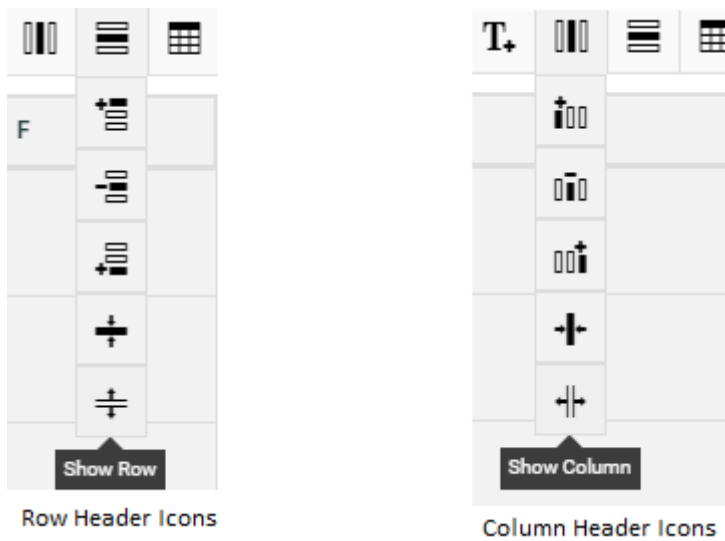 T+
F
Show Row
Show Column
Row Header Icons
Column Header Icons